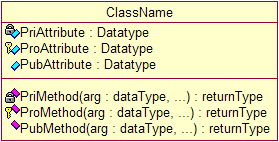 ClassName
PriAttribute : Datatype
ProAttribute : Datatype
PubAttribute : Datatype
PriMethod(arg : dataType, ...) : returnType
ProMethod(arg : dataType, ...) : returnType
PubMethod(arg : dataType, ...) : returnType